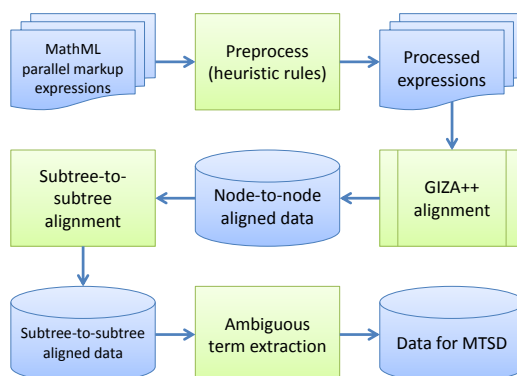 MathML
parallel markup
expressions
Preprocess
(heuristic rules)
Processed
expressions
GIZA++
alignment
Node-to-node
aligned data
Subtree-to-
subtree
alignment
Subtree-to-subtree
aligned data
Ambiguous
term extraction
Data for MTSD